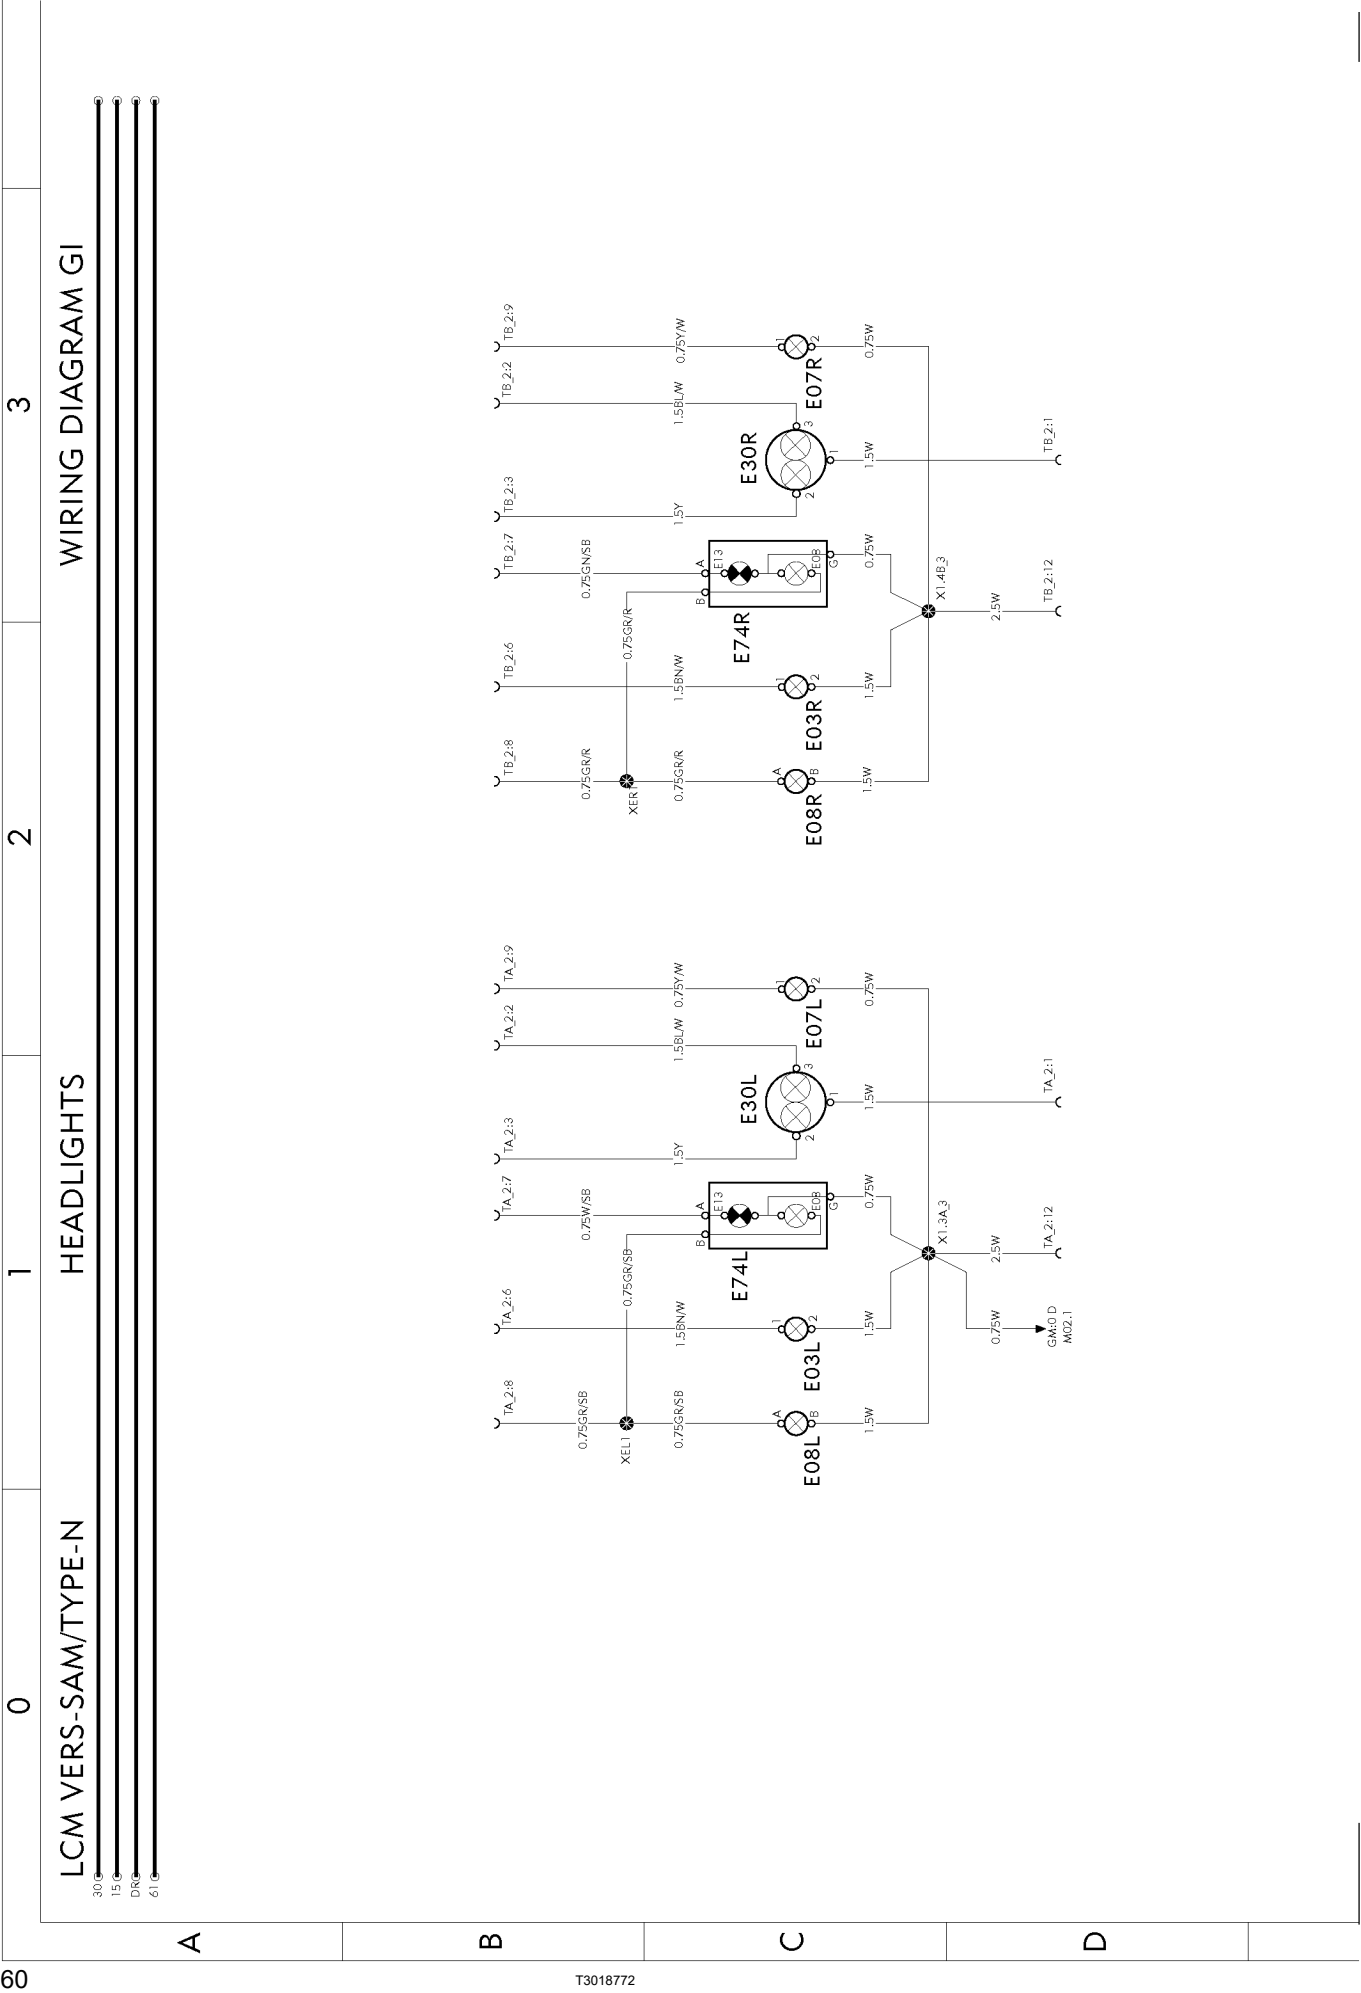 0
1
2
3
LCM VERS-SAM/TYPE-N
HEADLIGHTS
WIRING DIAGRAM GI
30
15
DR
61
A
B
C
D
TA_2:8
TA_2:6
TA_2:7
TA_2:3
TA_2:2
TA_2:9
0.75GR/SB
0.75W/SB
XEL1
0.75GR/SB
0.75GR/SB
1.5BN/W
1.5Y
1.5BL/W
0.75Y/W
B
A
E13
E08
G
E74L
E30L
2
3
1
A
B
E08L
1
2
E03L
1
2
E07L
1.5W
1.5W
0.75W
1.5W
0.75W
X1.3A_3
0.75W
2.5W
GM:0 D
M02.1
TA_2:12
TA_2:1
TB_2:8
TB_2:6
TB_2:7
TB_2:3
TB_2:2
TB_2:9
0.75GR/R
0.75GN/SB
XER1
0.75GR/R
0.75GR/R
1.5BN/W
1.5Y
1.5BL/W
0.75Y/W
B
A
E13
E08
G
E74R
E30R
2
3
1
A
B
E08R
1
2
E03R
1
2
E07R
1.5W
1.5W
0.75W
1.5W
0.75W
X1.4B_3
2.5W
TB_2:12
TB_2:1
60
T3018772